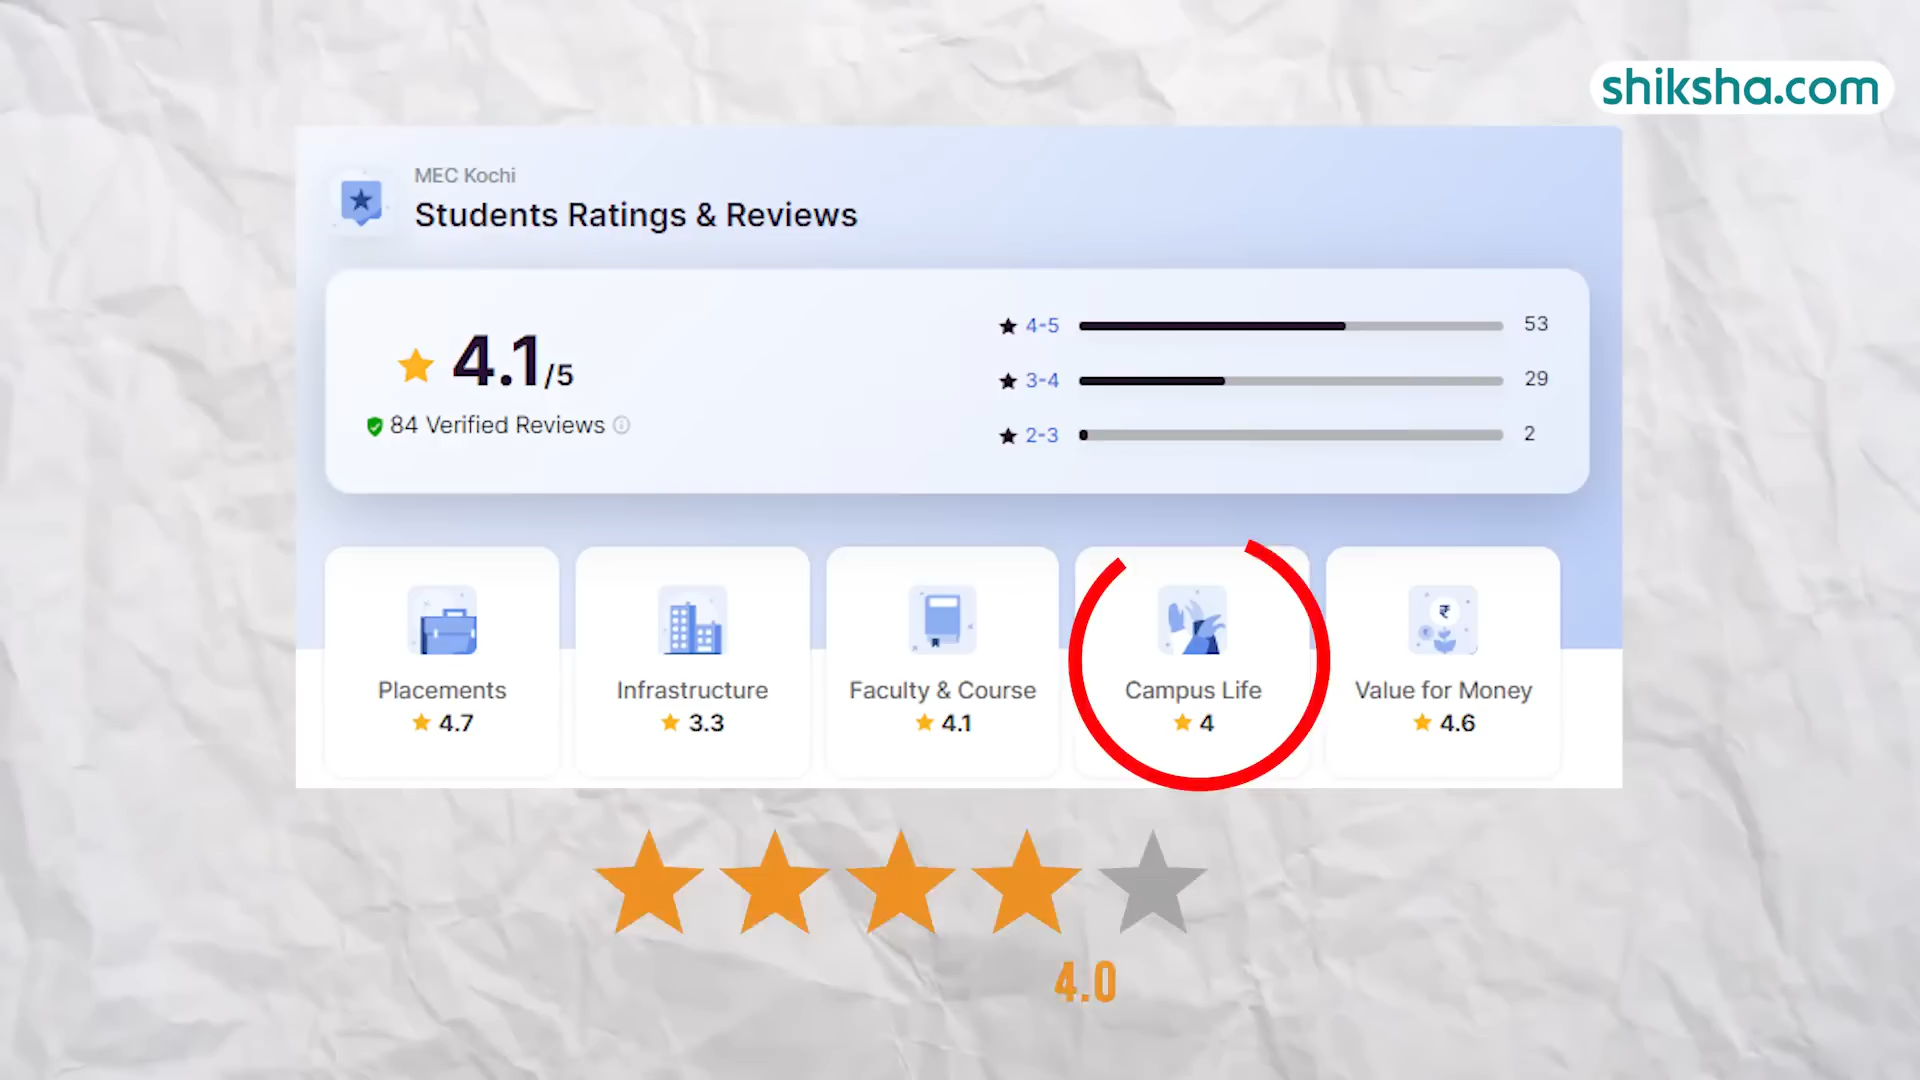 shiksha.com
MEC Kochi
Students Ratings & Reviews
4.1/5
84 Verified Reviews
4-5 53
3-4 29
2-3 2
Placements
4.7
Infrastructure
3.3
Faculty & Course
4.1
Campus Life
4
₹
Value for Money
4.6
4.0